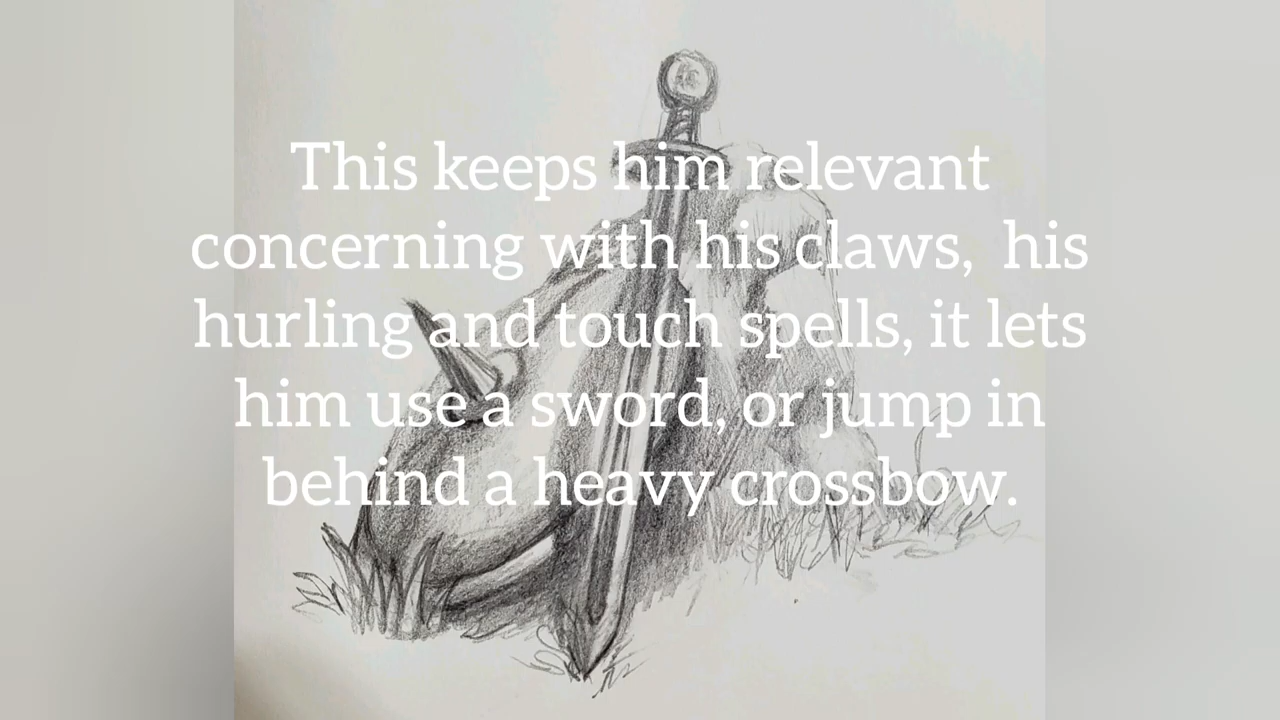 This keeps him relevant
concerning with his claws,  his
hurling and touch spells, it lets
him use a sword, or jump in
behind a heavy crossbow.